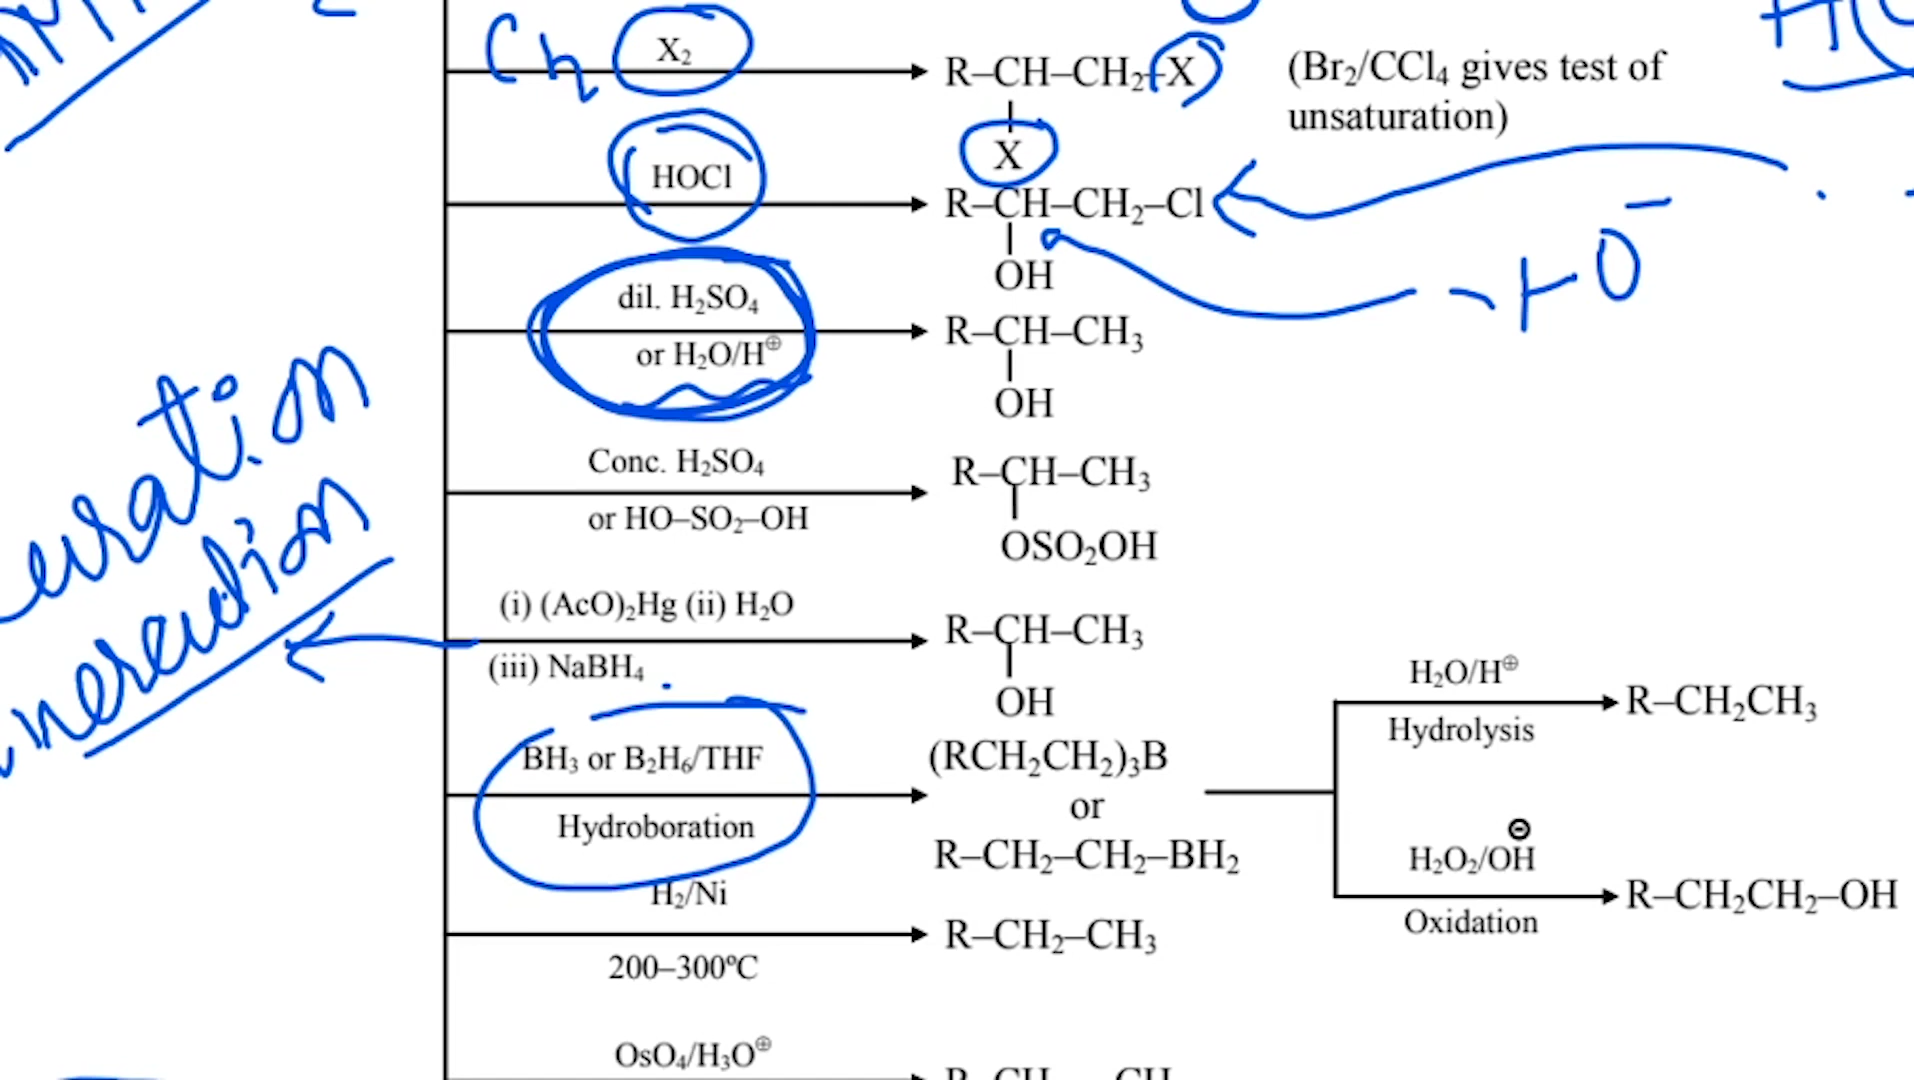 Cl₂
X₂
R–CH–CH₂–X
X
(Br₂/CCl₄ gives test of
unsaturation)
HOCl
R–CH–CH₂–Cl
OH
HO⁻
dil. H₂SO₄
or H₂O/H⊕
R–CH–CH₃
OH
Conc. H₂SO₄
or HO–SO₂–OH
R–CH–CH₃
OSO₂OH
(i) (AcO)₂Hg (ii) H₂O
(iii) NaBH₄
R–CH–CH₃
OH
BH₃ or B₂H₆/THF
Hydroboration
(RCH₂CH₂)₃B
or
R–CH₂–CH₂–BH₂
H₂O/H⊕
Hydrolysis
R–CH₂CH₃
H₂O₂/OH⊖
Oxidation
R–CH₂CH₂–OH
H₂/Ni
200–300ºC
R–CH₂–CH₃
OsO₄/H₃O⊕